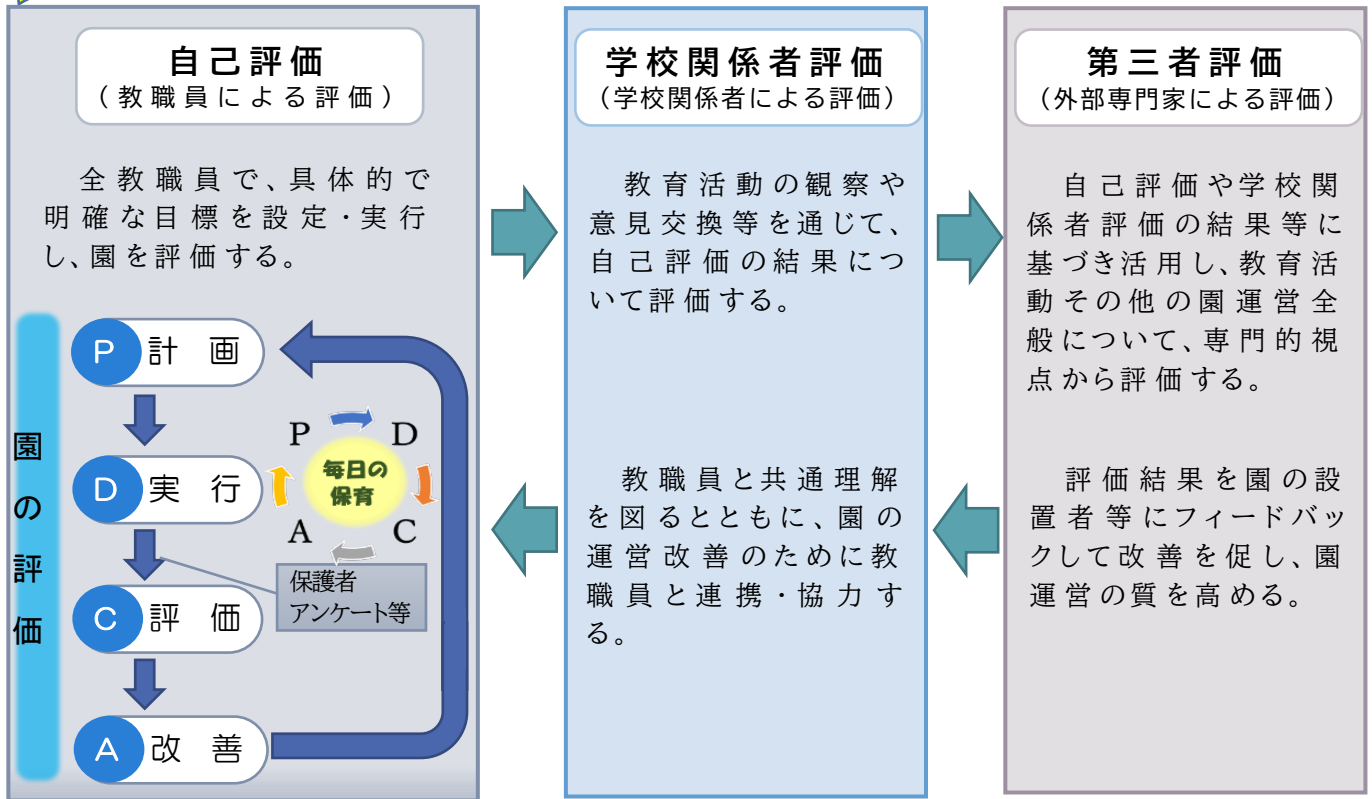 自己評価
（教職員による評価）
全教職員で、具体的で
明確な目標を設定・実行
し、園を評価する。
園の評価
P 計 画
D 実 行
C 評 価
A 改 善
P
D
毎日の
保育
A
C
保護者
アンケート等
学校関係者評価
（学校関係者による評価）
教育活動の観察や
意見交換等を通じて、
自己評価の結果につ
いて評価する。
教職員と共通理解
を図るとともに、園の
運営改善のために教
職員と連携・協力す
る。
第三者評価
（外部専門家による評価）
自己評価や学校関
係者評価の結果等に
基づき活用し、教育活
動その他の園運営全
般について、専門的視
点から評価する。
評価結果を園の設
置者等にフィードバッ
クして改善を促し、園
運営の質を高める。